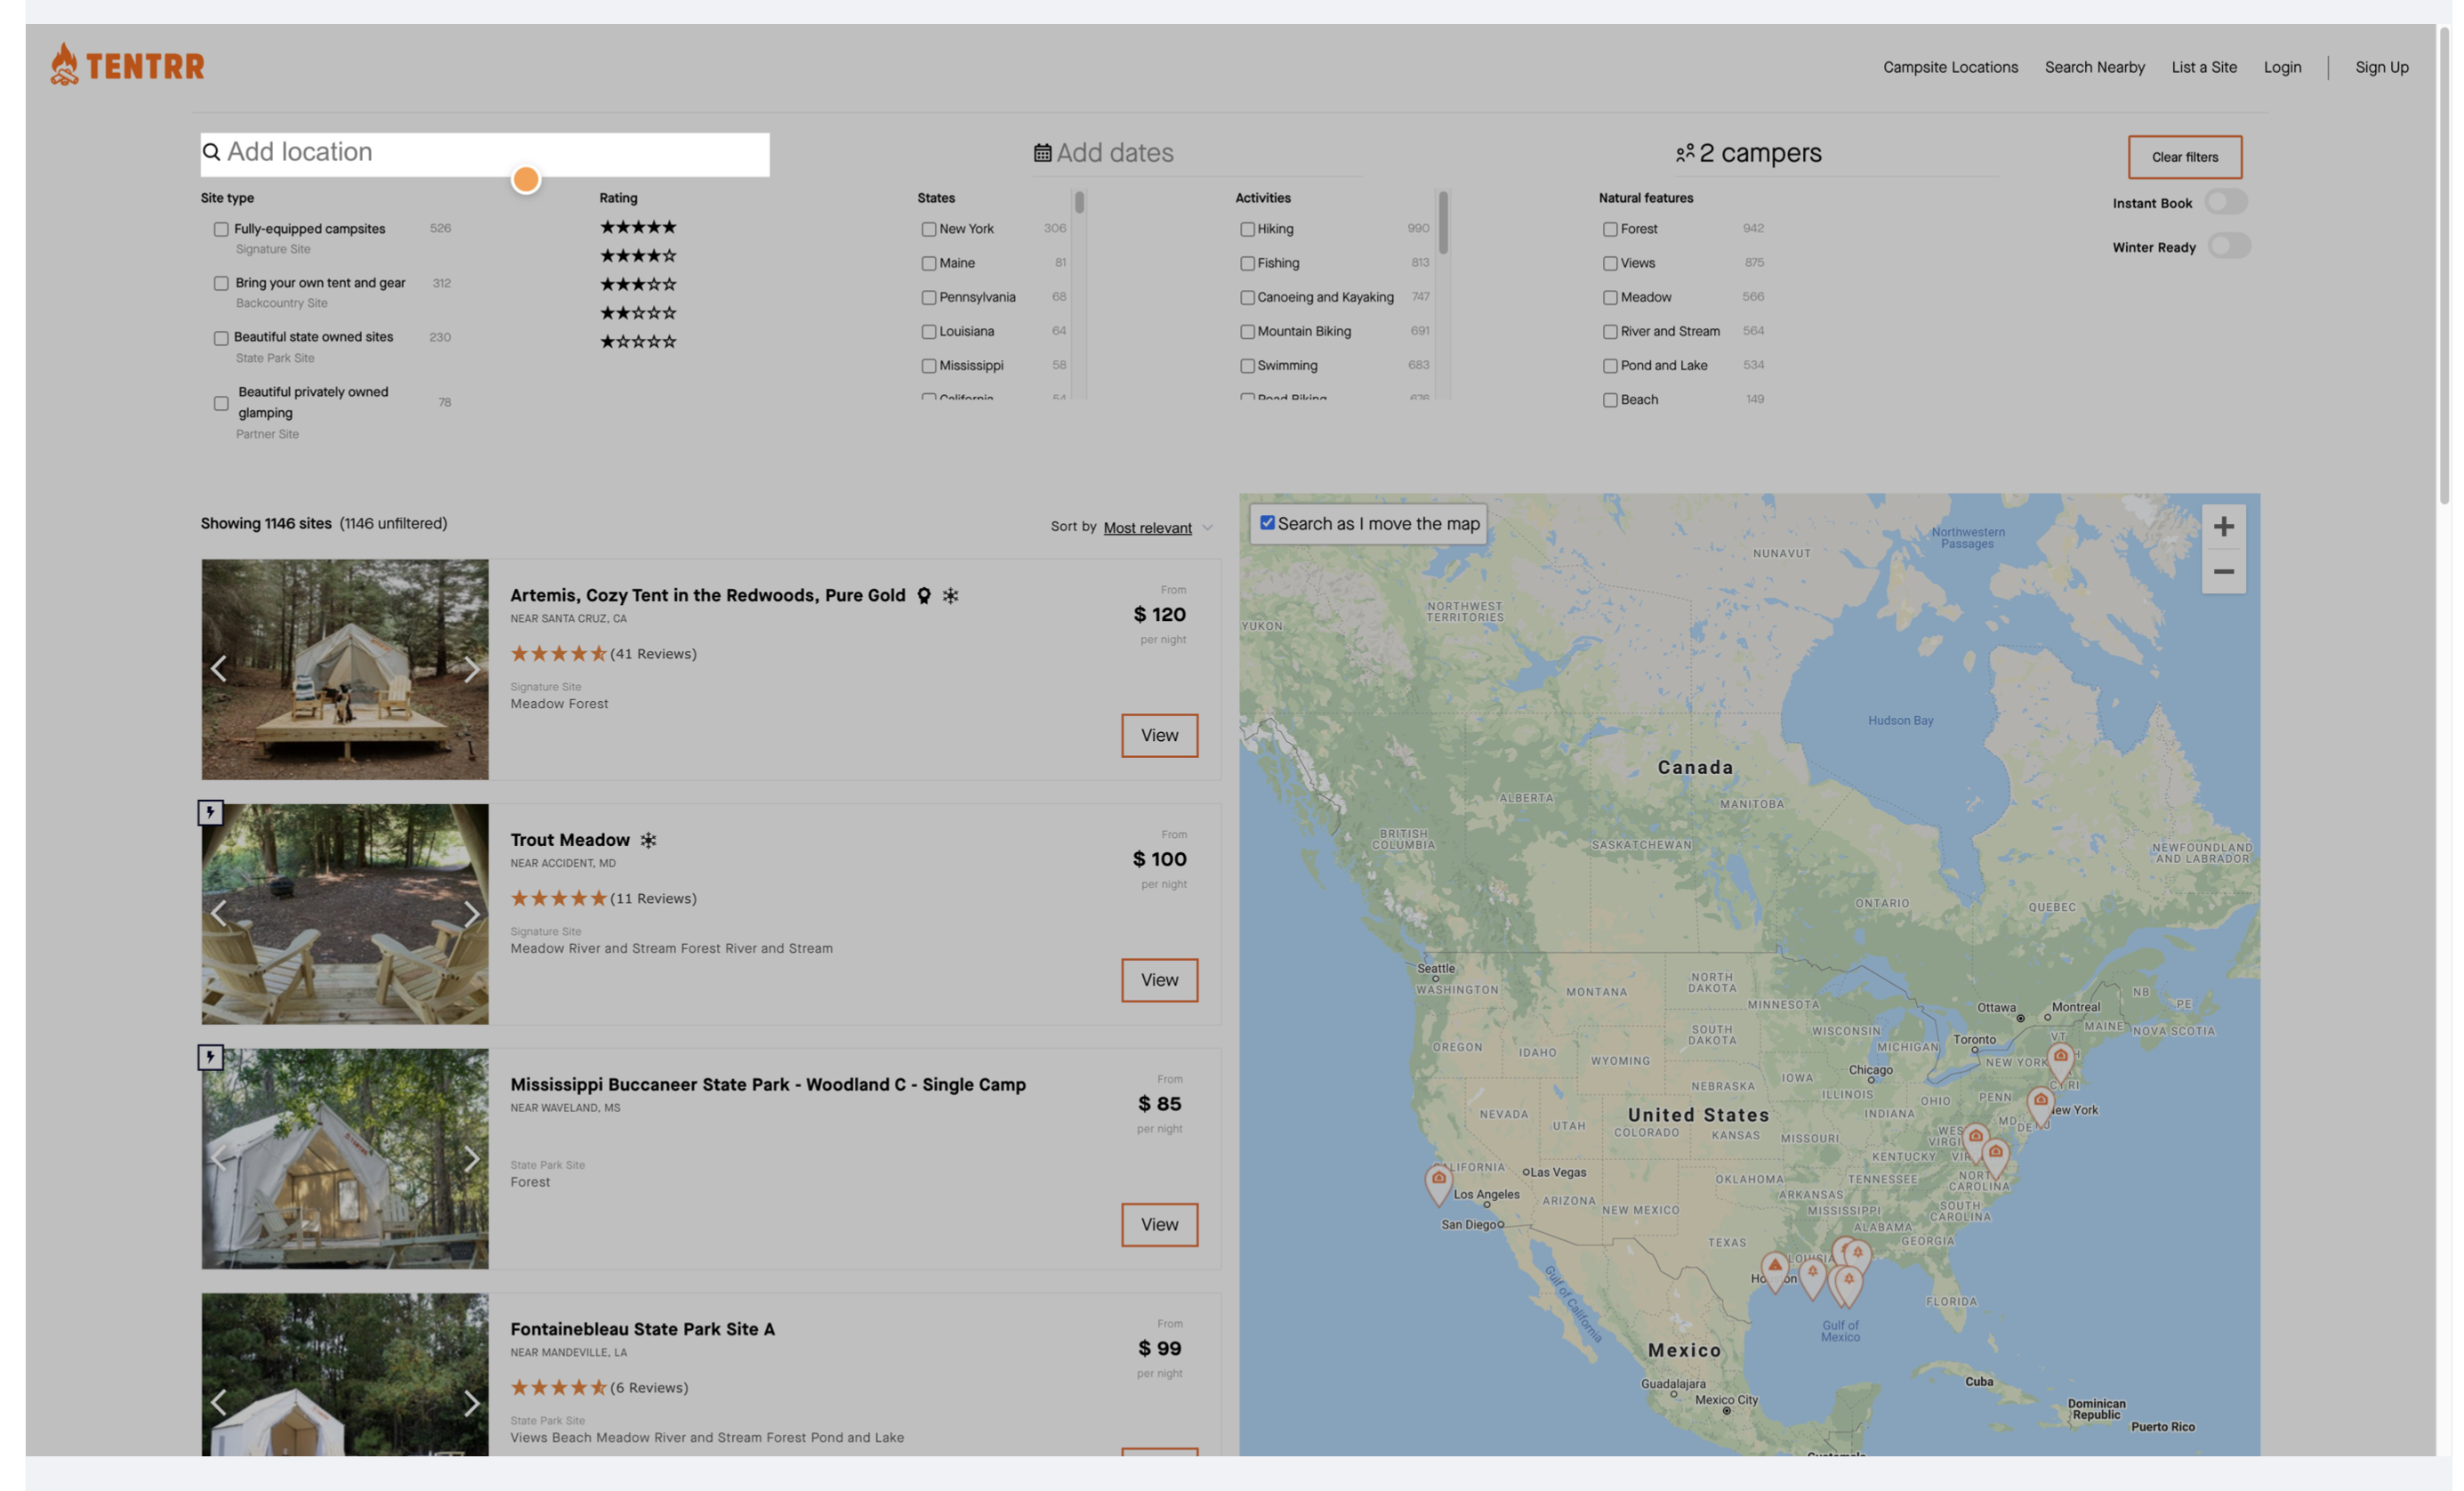 TENTRR
Campsite Locations
Search Nearby
List a Site
Login
Sign Up
Add location
Add dates
2 campers
Clear filters
Instant Book
Winter Ready
Site type
Fully-equipped campsites 526
Signature Site
Bring your own tent and gear 312
Backcountry Site
Beautiful state owned sites 230
State Park Site
Beautiful privately owned
glamping 78
Partner Site
Rating
★★★★★
★★★★☆
★★★☆☆
★★☆☆☆
★☆☆☆☆
States
New York 306
Maine 81
Pennsylvania 68
Louisiana 64
Mississippi 58
California 54
Activities
Hiking 990
Fishing 813
Canoeing and Kayaking 747
Mountain Biking 691
Swimming 683
Road Biking 676
Natural features
Forest 942
Views 875
Meadow 566
River and Stream 564
Pond and Lake 534
Beach 149
Showing 1146 sites (1146 unfiltered)
Sort by Most relevant
Artemis, Cozy Tent in the Redwoods, Pure Gold
NEAR SANTA CRUZ, CA
(41 Reviews)
Signature Site
Meadow Forest
From
$ 120
per night
View
Trout Meadow
NEAR ACCIDENT, MD
(11 Reviews)
Signature Site
Meadow River and Stream Forest River and Stream
From
$ 100
per night
View
Mississippi Buccaneer State Park - Woodland C - Single Camp
NEAR WAVELAND, MS
State Park Site
Forest
From
$ 85
per night
View
Fontainebleau State Park Site A
NEAR MANDEVILLE, LA
(6 Reviews)
State Park Site
Views Beach Meadow River and Stream Forest Pond and Lake
From
$ 99
per night
Search as I move the map
+
−
Northwestern
Passages
NUNAVUT
NORTHWEST
TERRITORIES
YUKON
Hudson Bay
Canada
ALBERTA
MANITOBA
BRITISH
COLUMBIA
SASKATCHEWAN
NEWFOUNDLAND
AND LABRADOR
ONTARIO
QUEBEC
Seattle
WASHINGTON
MONTANA
NORTH
DAKOTA
MINNESOTA
Ottawa
Montreal
NB
PE
MAINE
NOVA SCOTIA
OREGON
IDAHO
WYOMING
SOUTH
DAKOTA
WISCONSIN
MICHIGAN
Toronto
VT
NEW YORK
Chicago
NEBRASKA
IOWA
ILLINOIS
INDIANA
OHIO
PENN
CT RI
New York
NEVADA
UTAH
United States
COLORADO
KANSAS
MISSOURI
MD
DE
KENTUCKY
CALIFORNIA
Las Vegas
Los Angeles
San Diego
ARIZONA
NEW MEXICO
OKLAHOMA
ARKANSAS
TENNESSEE
NORTH
CAROLINA
MISSISSIPPI
SOUTH
CAROLINA
ALABAMA
GEORGIA
TEXAS
LOUISIA
FLORIDA
Gulf of California
Gulf of
Mexico
Mexico
Guadalajara
Mexico City
Cuba
Dominican
Republic
Puerto Rico